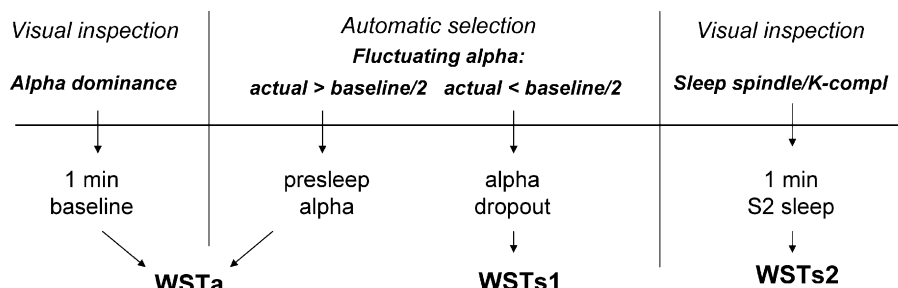 Visual inspection
Automatic selection
Visual inspection
Fluctuating alpha:
Alpha dominance
actual > baseline/2
actual < baseline/2
Sleep spindle/K-compl
1 min
baseline
presleep
alpha
alpha
dropout
1 min
S2 sleep
WSTa
WSTs1
WSTs2